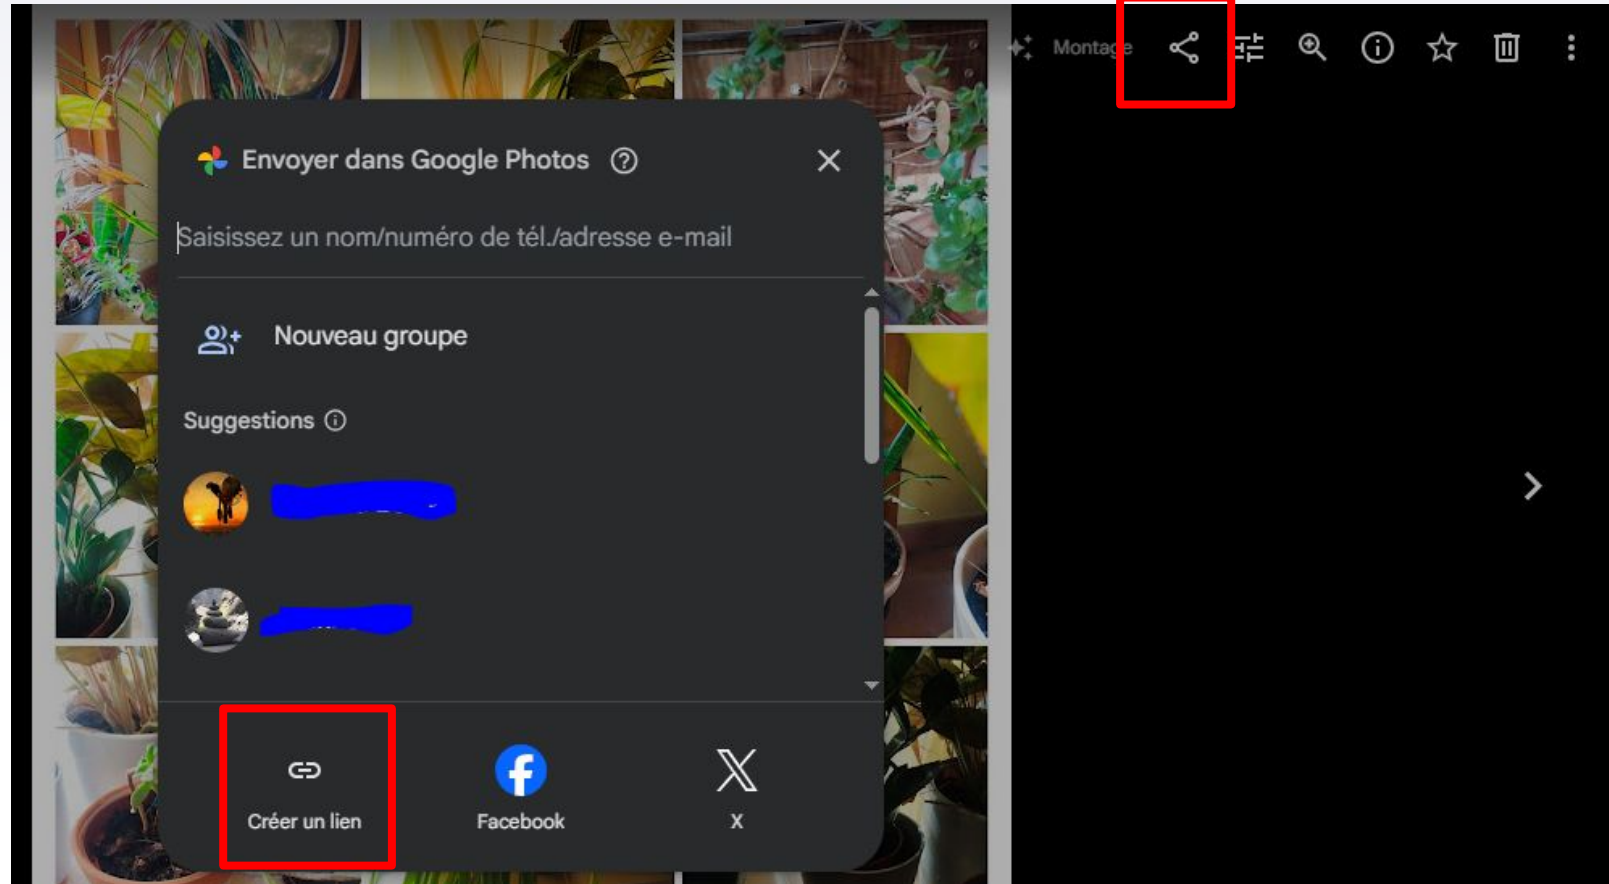 Montage
Envoyer dans Google Photos
Saisissez un nom/numéro de tél./adresse e-mail
Nouveau groupe
Suggestions
Créer un lien
Facebook
X